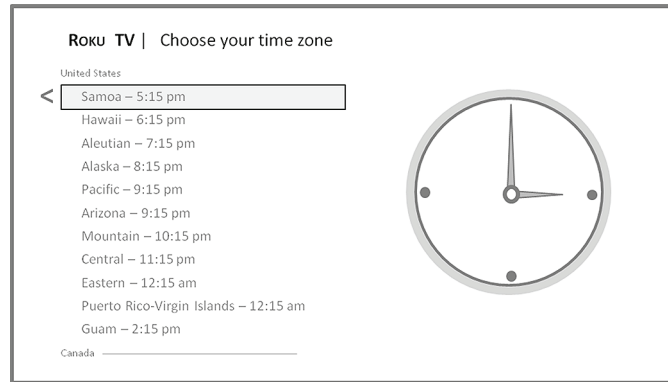 ROKU TV | Choose your time zone
United States
<
Samoa – 5:15 pm
Hawaii – 6:15 pm
Aleutian – 7:15 pm
Alaska – 8:15 pm
Pacific – 9:15 pm
Arizona – 9:15 pm
Mountain – 10:15 pm
Central – 11:15 pm
Eastern – 12:15 am
Puerto Rico-Virgin Islands – 12:15 am
Guam – 2:15 pm
Canada